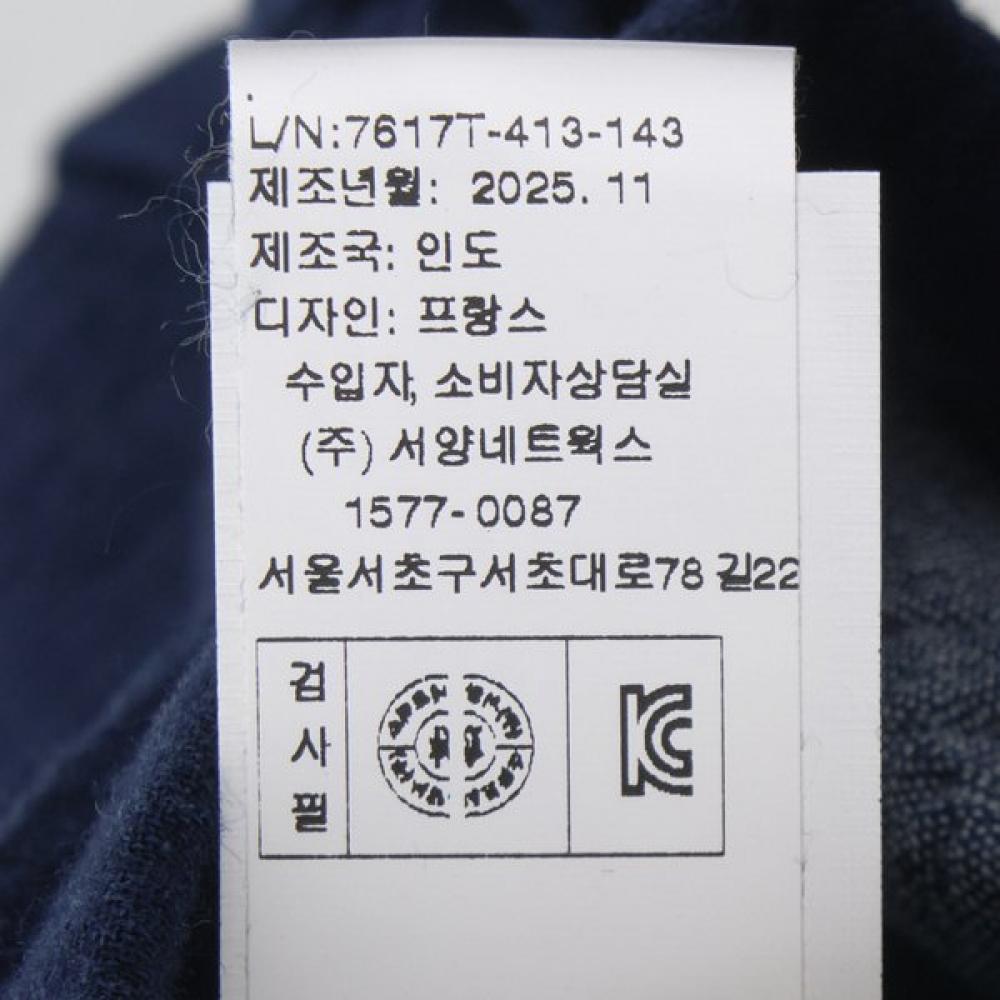 L/N:7617T-413-143
제조년월: 2025. 11
제조국: 인도
디자인: 프랑스
수입자, 소비자상담실
(주) 서양네트웍스
1577-0087
서울서초구서초대로78 길22
검
사
필
KC